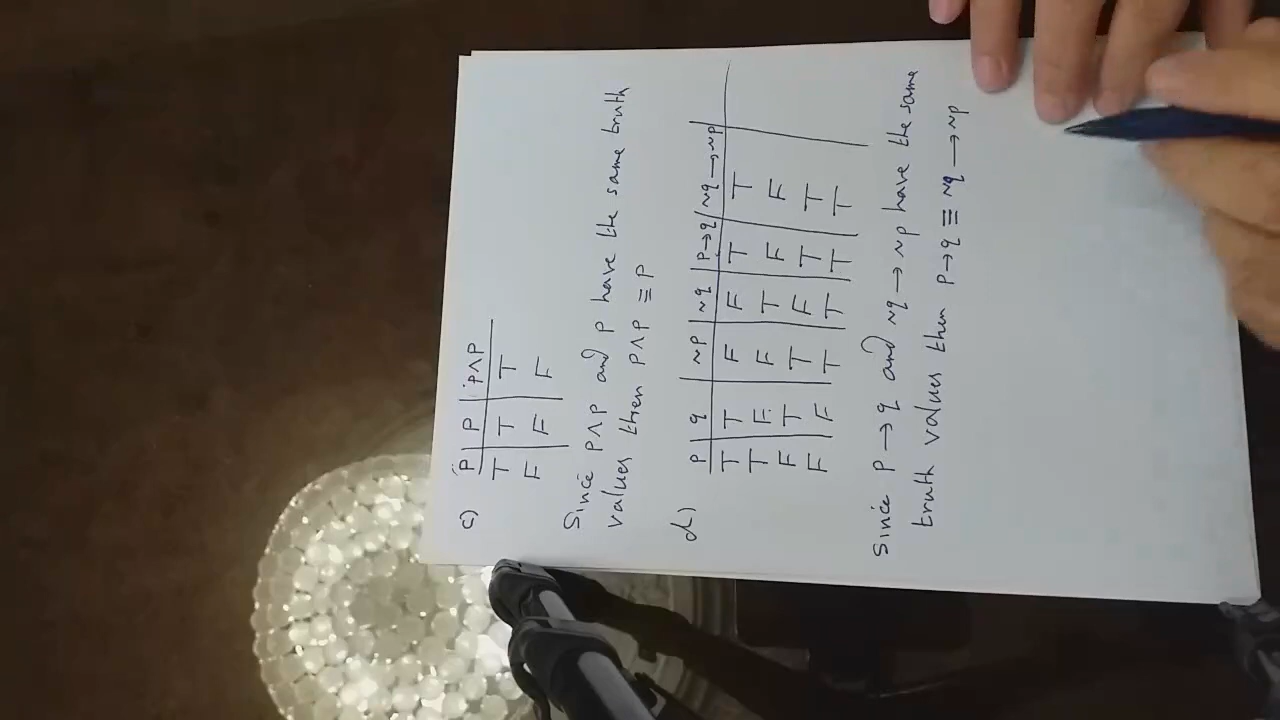 c) P | P | P∧P
T | T | T
F | F | F
Since P∧P and P have the same truth
values then P∧P ≡ P
d) P | q | ~P | ~q | P→q | ~q→~P
T | T | F | F | T | T
T | F | F | T | F | F
F | T | T | F | T | T
F | F | T | T | T | T
Since P→q and ~q→~P have the same
truth values then P→q ≡ ~q→~P